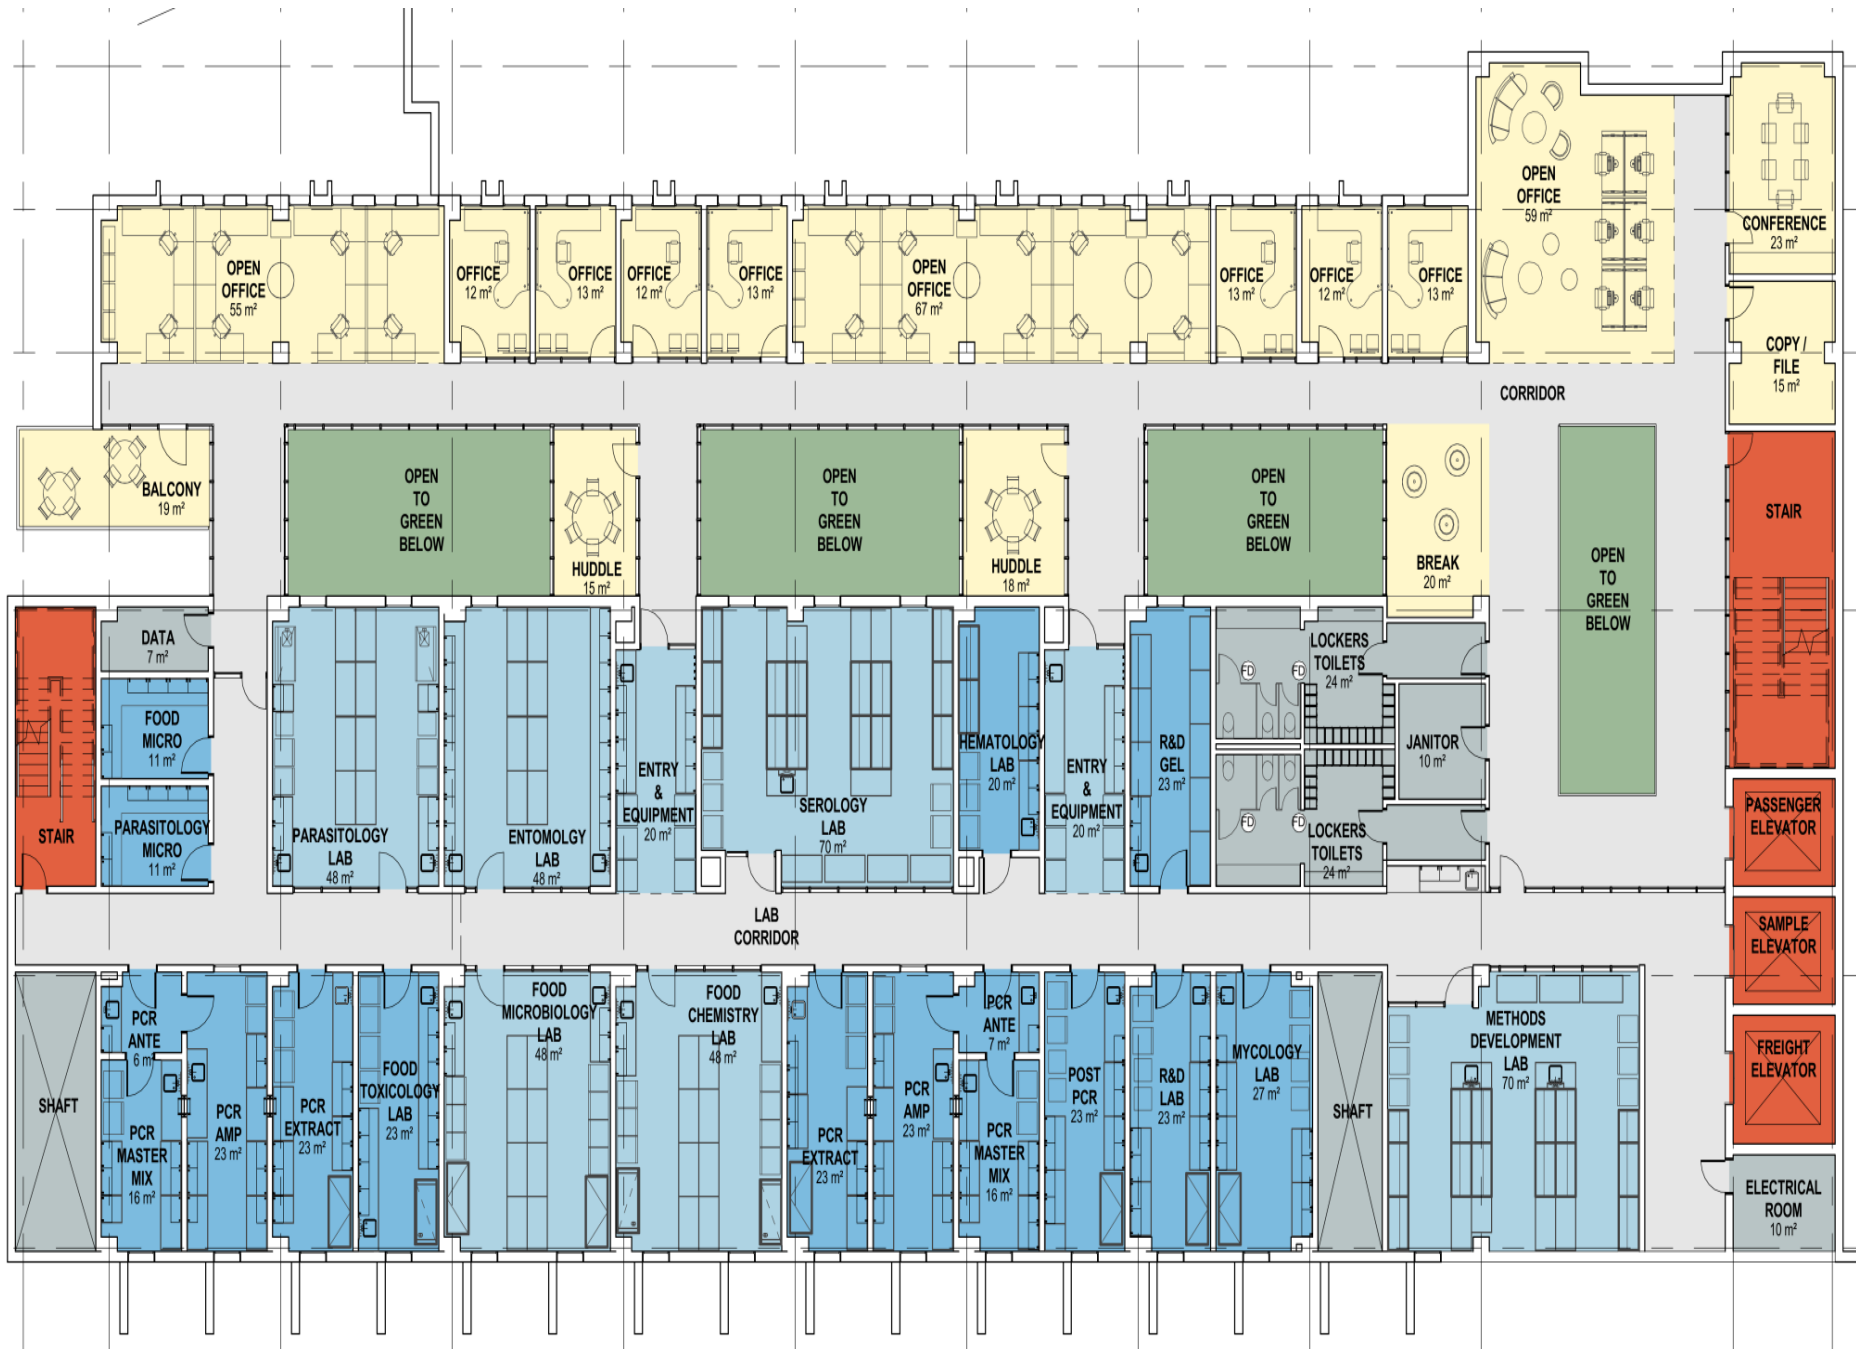 OPEN
OFFICE
55 m²
OFFICE
12 m²
OFFICE
13 m²
OFFICE
12 m²
OFFICE
13 m²
OPEN
OFFICE
67 m²
OFFICE
13 m²
OFFICE
12 m²
OFFICE
13 m²
OPEN
OFFICE
59 m²
CONFERENCE
23 m²
COPY /
FILE
15 m²
CORRIDOR
BALCONY
19 m²
OPEN
TO
GREEN
BELOW
HUDDLE
15 m²
OPEN
TO
GREEN
BELOW
HUDDLE
18 m²
OPEN
TO
GREEN
BELOW
BREAK
20 m²
OPEN
TO
GREEN
BELOW
STAIR
DATA
7 m²
FOOD
MICRO
11 m²
PARASITOLOGY
MICRO
11 m²
STAIR
PARASITOLOGY
LAB
48 m²
ENTOMOLGY
LAB
48 m²
ENTRY
&
EQUIPMENT
20 m²
SEROLOGY
LAB
70 m²
HEMATOLOGY
LAB
20 m²
ENTRY
&
EQUIPMENT
20 m²
R&D
GEL
23 m²
FD
FD
LOCKERS
TOILETS
24 m²
JANITOR
10 m²
FD
FD
LOCKERS
TOILETS
24 m²
PASSENGER
ELEVATOR
SAMPLE
ELEVATOR
FREIGHT
ELEVATOR
LAB
CORRIDOR
SHAFT
PCR
ANTE
6 m²
PCR
MASTER
MIX
16 m²
PCR
AMP
23 m²
PCR
EXTRACT
23 m²
FOOD
TOXICOLOGY
LAB
23 m²
FOOD
MICROBIOLOGY
LAB
48 m²
FOOD
CHEMISTRY
LAB
48 m²
PCR
EXTRACT
23 m²
PCR
AMP
23 m²
PCR
ANTE
7 m²
PCR
MASTER
MIX
16 m²
POST
PCR
23 m²
R&D
LAB
23 m²
MYCOLOGY
LAB
27 m²
SHAFT
METHODS
DEVELOPMENT
LAB
70 m²
ELECTRICAL
ROOM
10 m²